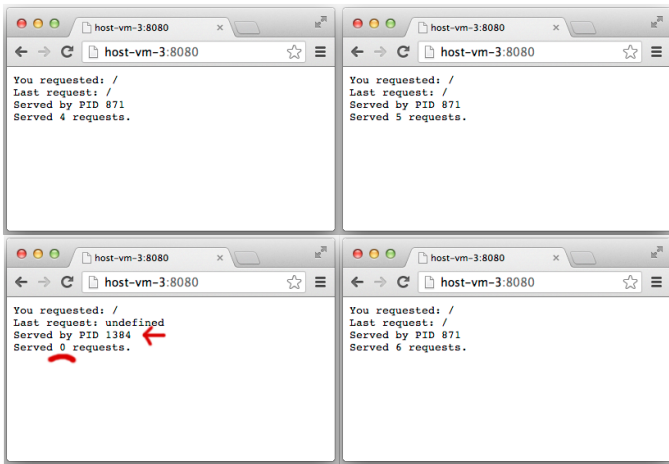 host-vm-3:8080
host-vm-3:8080
You requested: /
Last request: /
Served by PID 871
Served 4 requests.
host-vm-3:8080
host-vm-3:8080
You requested: /
Last request: /
Served by PID 871
Served 5 requests.
host-vm-3:8080
host-vm-3:8080
You requested: /
Last request: undefined
Served by PID 1384
Served 0 requests.
host-vm-3:8080
host-vm-3:8080
You requested: /
Last request: /
Served by PID 871
Served 6 requests.